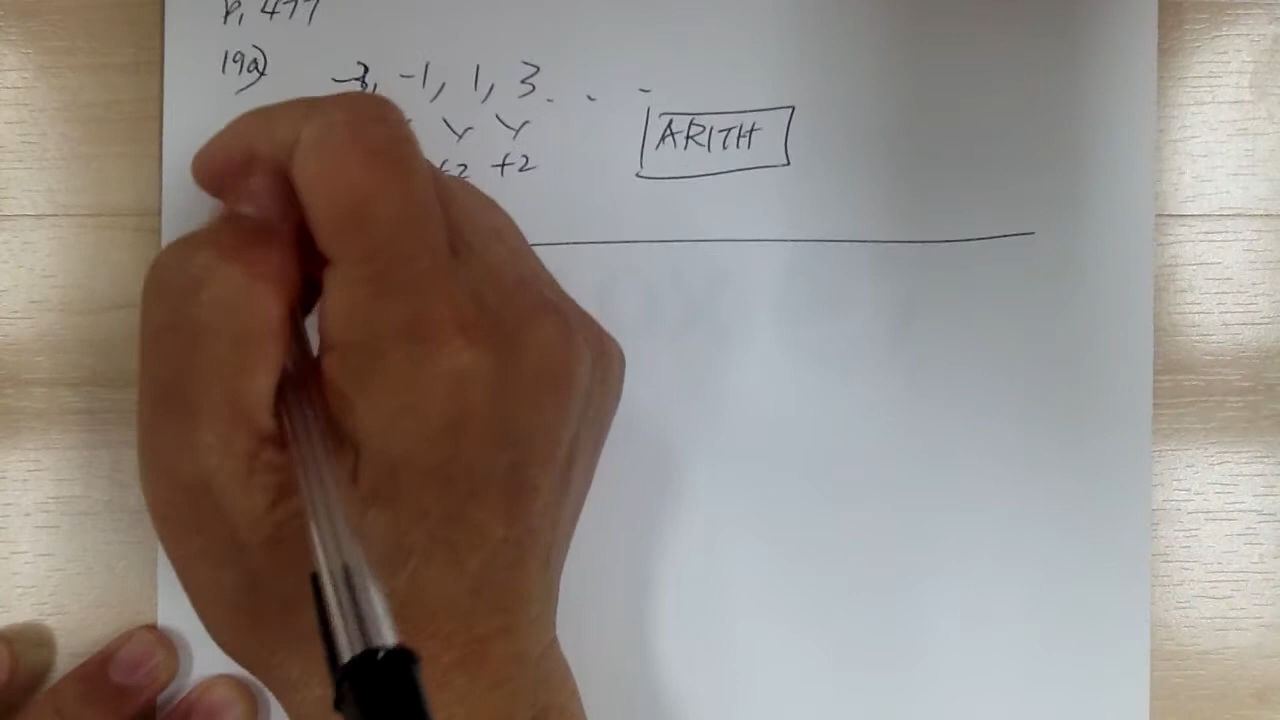 p. 477
19a) -3, -1, 1, 3 . . .
+2 +2
ARITH